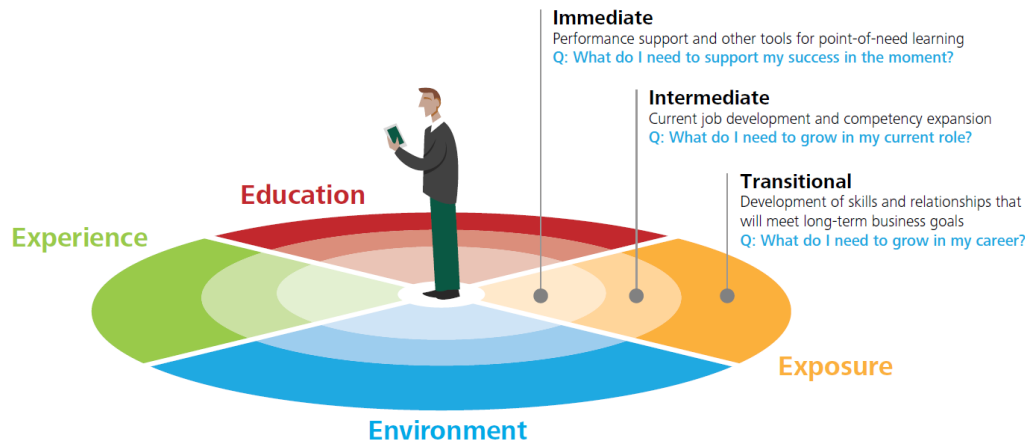 Immediate
Performance support and other tools for point-of-need learning
Q: What do I need to support my success in the moment?
Intermediate
Current job development and competency expansion
Q: What do I need to grow in my current role?
Transitional
Development of skills and relationships that
will meet long-term business goals
Q: What do I need to grow in my career?
Education
Experience
Exposure
Environment